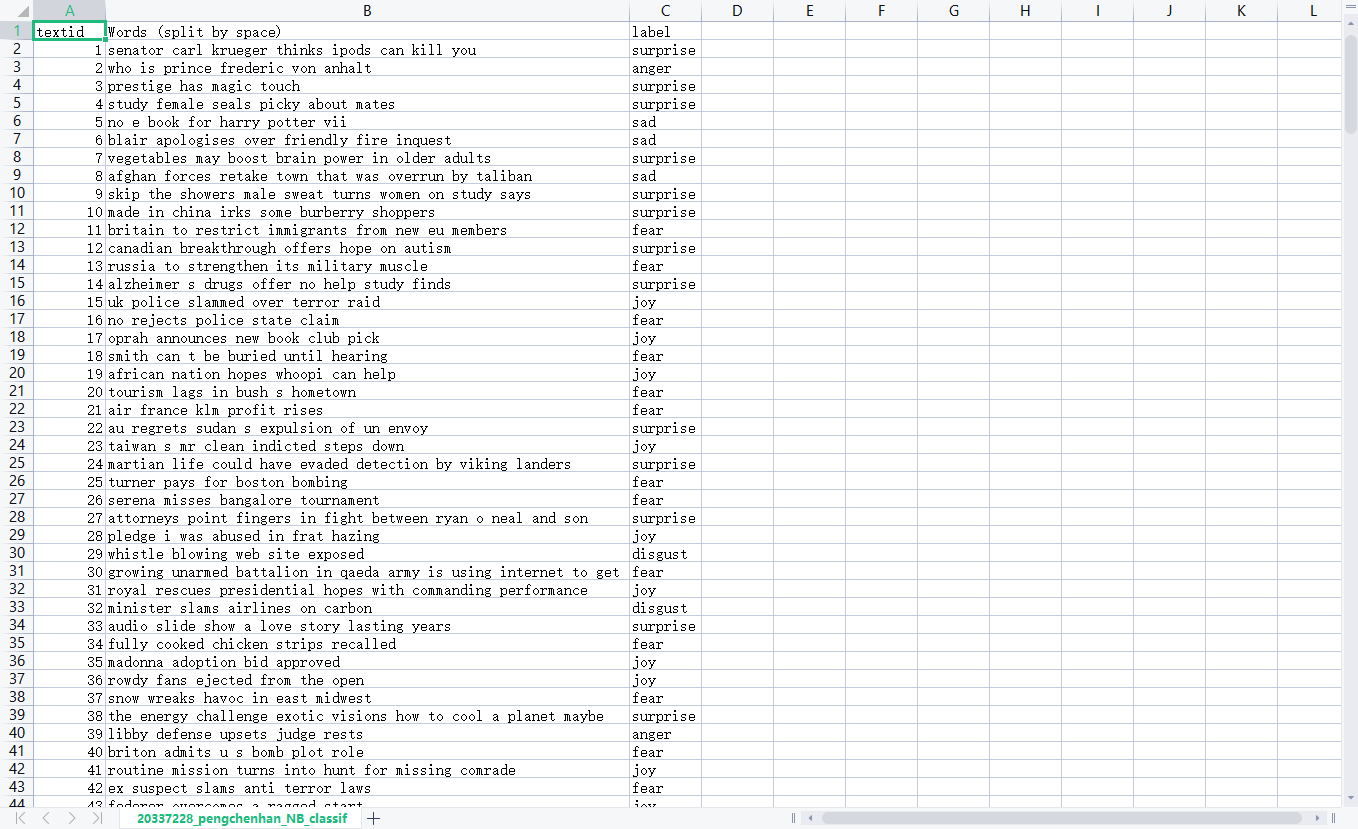 A B C D E F G H I J K L
1 textid Words (split by space) label
2 1 senator carl krueger thinks ipods can kill you surprise
3 2 who is prince frederic von anhalt anger
4 3 prestige has magic touch surprise
5 4 study female seals picky about mates surprise
6 5 no e book for harry potter vii sad
7 6 blair apologises over friendly fire inquest sad
8 7 vegetables may boost brain power in older adults surprise
9 8 afghan forces retake town that was overrun by taliban sad
10 9 skip the showers male sweat turns women on study says surprise
11 10 made in china irks some burberry shoppers surprise
12 11 britain to restrict immigrants from new eu members fear
13 12 canadian breakthrough offers hope on autism surprise
14 13 russia to strengthen its military muscle fear
15 14 alzheimer s drugs offer no help study finds surprise
16 15 uk police slammed over terror raid joy
17 16 no rejects police state claim fear
18 17 oprah announces new book club pick joy
19 18 smith can t be buried until hearing fear
20 19 african nation hopes whoopi can help joy
21 20 tourism lags in bush s hometown fear
22 21 air france klm profit rises fear
23 22 au regrets sudan s expulsion of un envoy surprise
24 23 taiwan s mr clean indicted steps down joy
25 24 martian life could have evaded detection by viking landers surprise
26 25 turner pays for boston bombing fear
27 26 serena misses bangalore tournament fear
28 27 attorneys point fingers in fight between ryan o neal and son surprise
29 28 pledge i was abused in frat hazing joy
30 29 whistle blowing web site exposed disgust
31 30 growing unarmed battalion in qaeda army is using internet to get fear
32 31 royal rescues presidential hopes with commanding performance joy
33 32 minister slams airlines on carbon disgust
34 33 audio slide show a love story lasting years surprise
35 34 fully cooked chicken strips recalled fear
36 35 madonna adoption bid approved joy
37 36 rowdy fans ejected from the open joy
38 37 snow wreaks havoc in east midwest fear
39 38 the energy challenge exotic visions how to cool a planet maybe surprise
40 39 libby defense upsets judge rests anger
41 40 briton admits u s bomb plot role fear
42 41 routine mission turns into hunt for missing comrade joy
43 42 ex suspect slams anti terror laws fear
44 43 federer overcomes a ragged start joy
20337228_pengchenhan_NB_classif